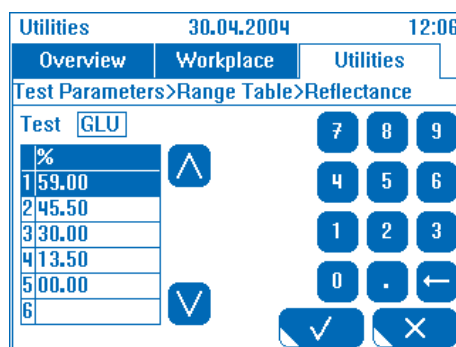 Utilities 30.04.2004 12:06
Overview Workplace Utilities
Test Parameters>Range Table>Reflectance
Test GLU
%
1 59.00
2 45.50
3 30.00
4 13.50
5 00.00
6
7 8 9
4 5 6
1 2 3
0 .